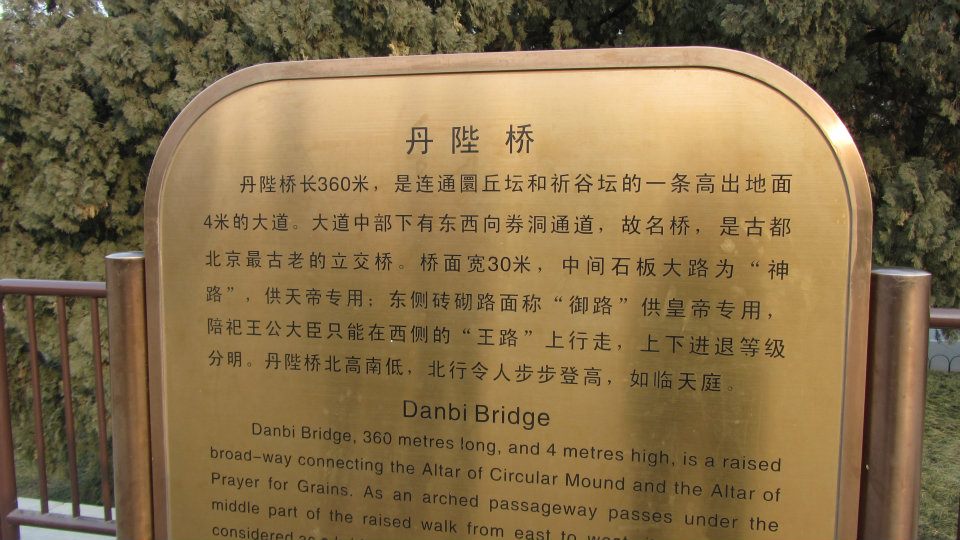 丹陛桥
丹陛桥长360米，是连通圜丘坛和祈谷坛的一条高出地面
4米的大道。大道中部下有东西向券洞通道，故名桥，是古都
北京最古老的立交桥。桥面宽30米，中间石板大路为“神
路”，供天帝专用；东侧砖砌路面称“御路”供皇帝专用，
陪祀王公大臣只能在西侧的“王路”上行走，上下进退等级
分明。丹陛桥北高南低，北行令人步步登高，如临天庭。
Danbi Bridge
Danbi Bridge, 360 metres long, and 4 metres high, is a raised
broad-way connecting the Altar of Circular Mound and the Altar of
Prayer for Grains. As an arched passageway passes under the
middle part of the raised walk from east to
considered as a